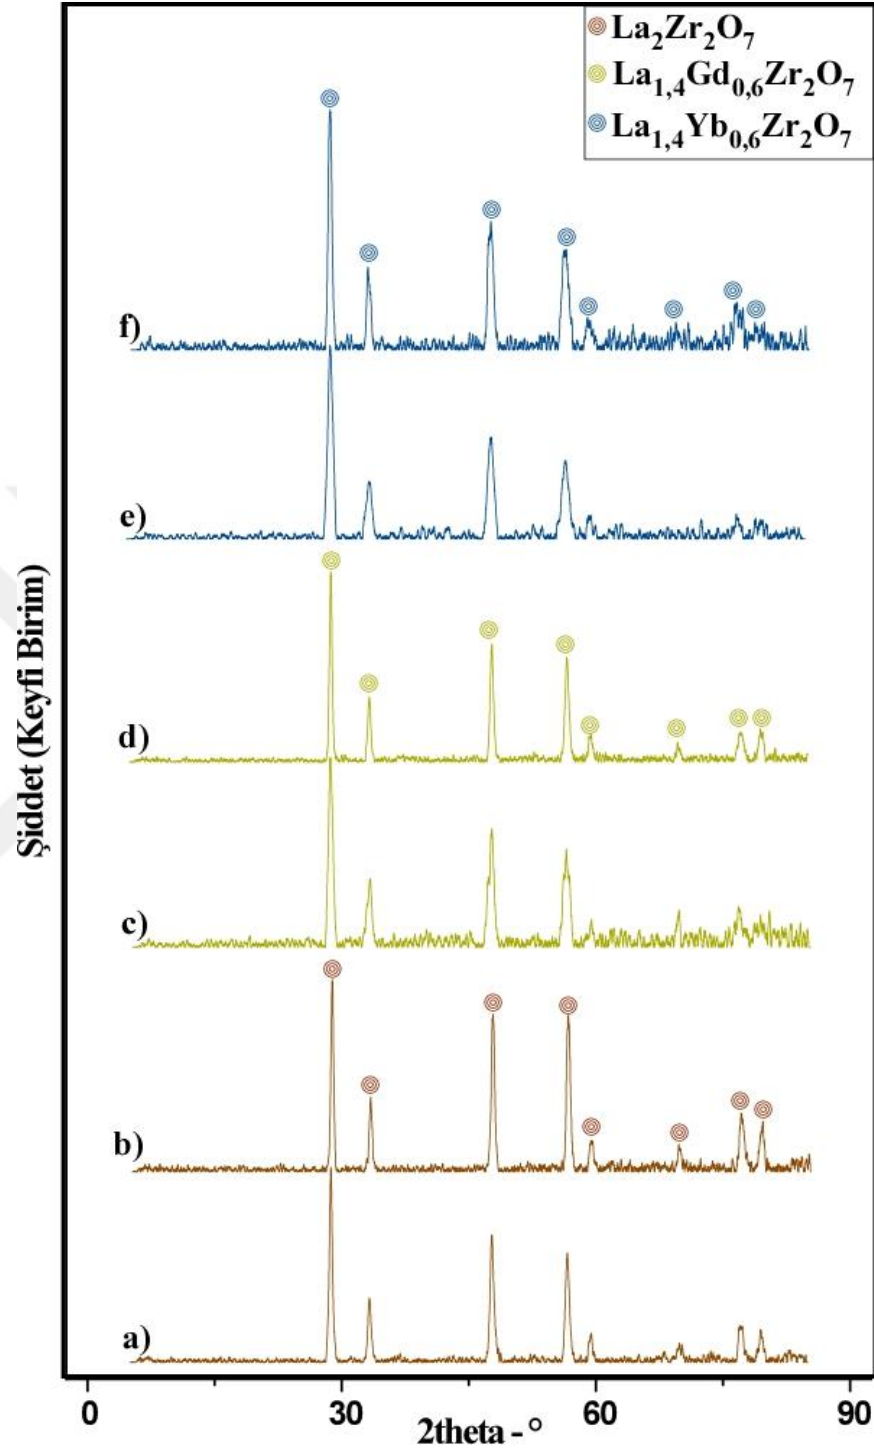 La2Zr2O7
La1,4Gd0,6Zr2O7
La1,4Yb0,6Zr2O7
f)
e)
d)
c)
b)
a)
Şiddet (Keyfi Birim)
0 30 60 90
2theta - °